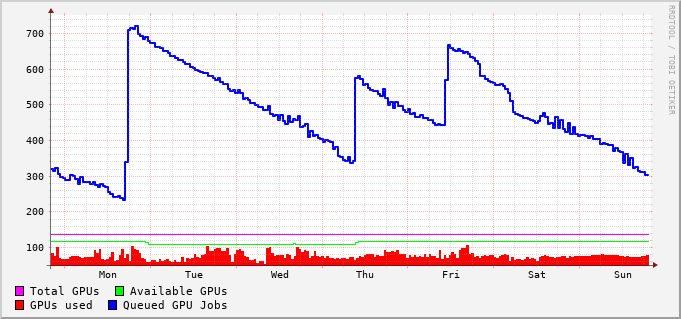 RRDTOOL / TOBI OETIKER
700
600
500
400
300
200
100
Mon Tue Wed Thu Fri Sat Sun
Total GPUs Available GPUs
GPUs used Queued GPU Jobs